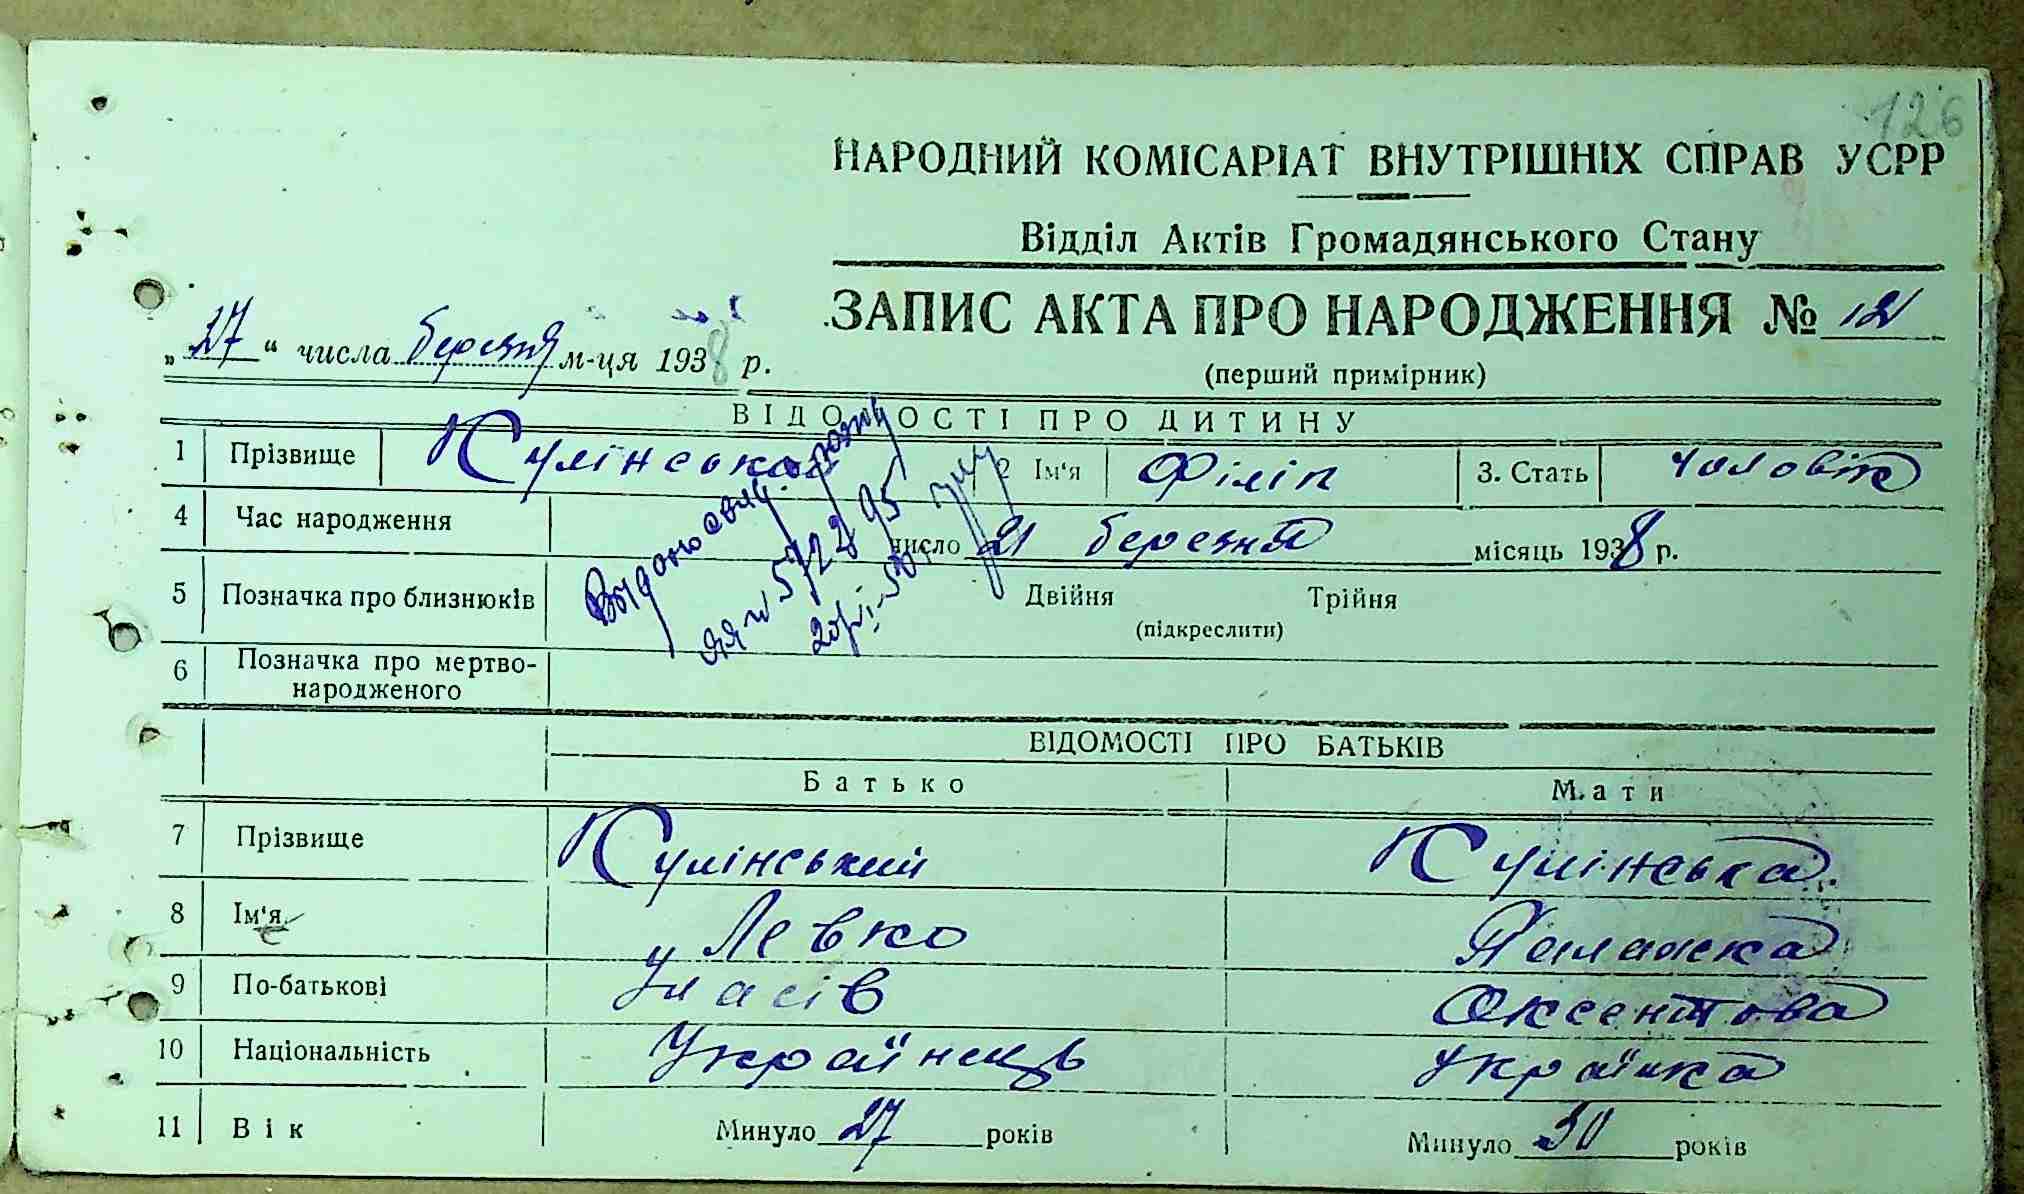 126
НАРОДНИЙ КОМІСАРІАТ ВНУТРІШНІХ СПРАВ УСРР
Відділ Актів Громадянського Стану
ЗАПИС АКТА ПРО НАРОДЖЕННЯ №
„27“ числа березня м-ця 1938 р.
(перший примірник)
ВІДОМОСТІ ПРО ДИТИНУ
1 Прізвище Кулінська 2 Ім'я Філіп 3. Стать чоловік
4 Час народження число 21 березня місяць 1938 р.
5 Позначка про близнюків Двійня Трійня
(підкреслити)
6 Позначка про мертво-
народженого
ВІДОМОСТІ ПРО БАТЬКІВ
Батько Мати
7 Прізвище Кулінський Кулінська
8 Ім'я Левко Палажка
9 По-батькові Уласів Оксентова
10 Національність Українець Українка
11 Вік Минуло 27 років Минуло 30 років